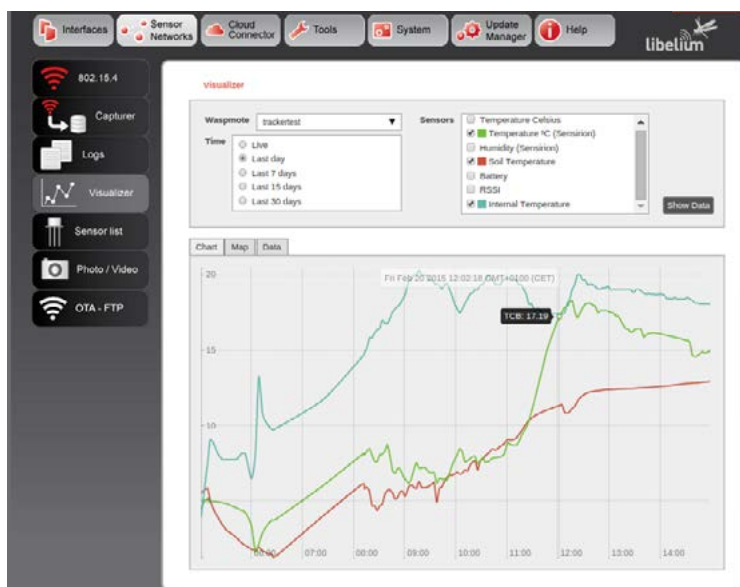 Interfaces
Sensor Networks
Cloud Connector
Tools
System
Update Manager
Help
libelium
802.15.4
Capturer
Logs
Visualizer
Sensor list
Photo / Video
OTA - FTP
Visualizer
Waspmote trackertest
Time
Live
Last day
Last 7 days
Last 15 days
Last 30 days
Sensors
Temperature Celsius
Temperature ºC (Sensirion)
Humidity (Sensirion)
Soil Temperature
Battery
RSSI
Internal Temperature
Show Data
Chart Map Data
Fri Feb 20 2015 12:02:18 GMT+0100 (CET)
20
TCB: 17.19
15
10
06:00 07:00 08:00 09:00 10:00 11:00 12:00 13:00 14:00